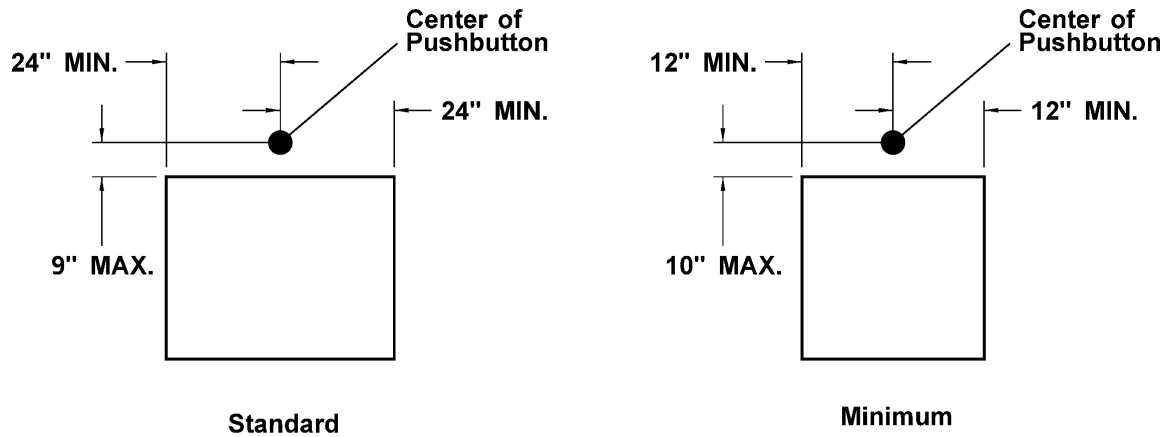 Center of
Pushbutton
24" MIN.
24" MIN.
9" MAX.
Standard
Center of
Pushbutton
12" MIN.
12" MIN.
10" MAX.
Minimum